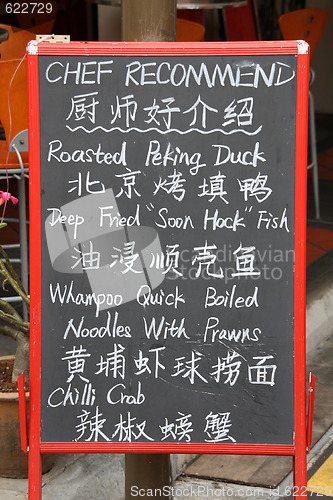 622729
CHEF RECOMMEND
厨师好介绍
Roasted Peking Duck
北京烤填鸭
Deep Fried "Soon Hock" Fish
油浸顺壳鱼
Whampoo Quick Boiled
Noodles With Prawns
黄埔虾球捞面
Chilli Crab
辣椒螃蟹